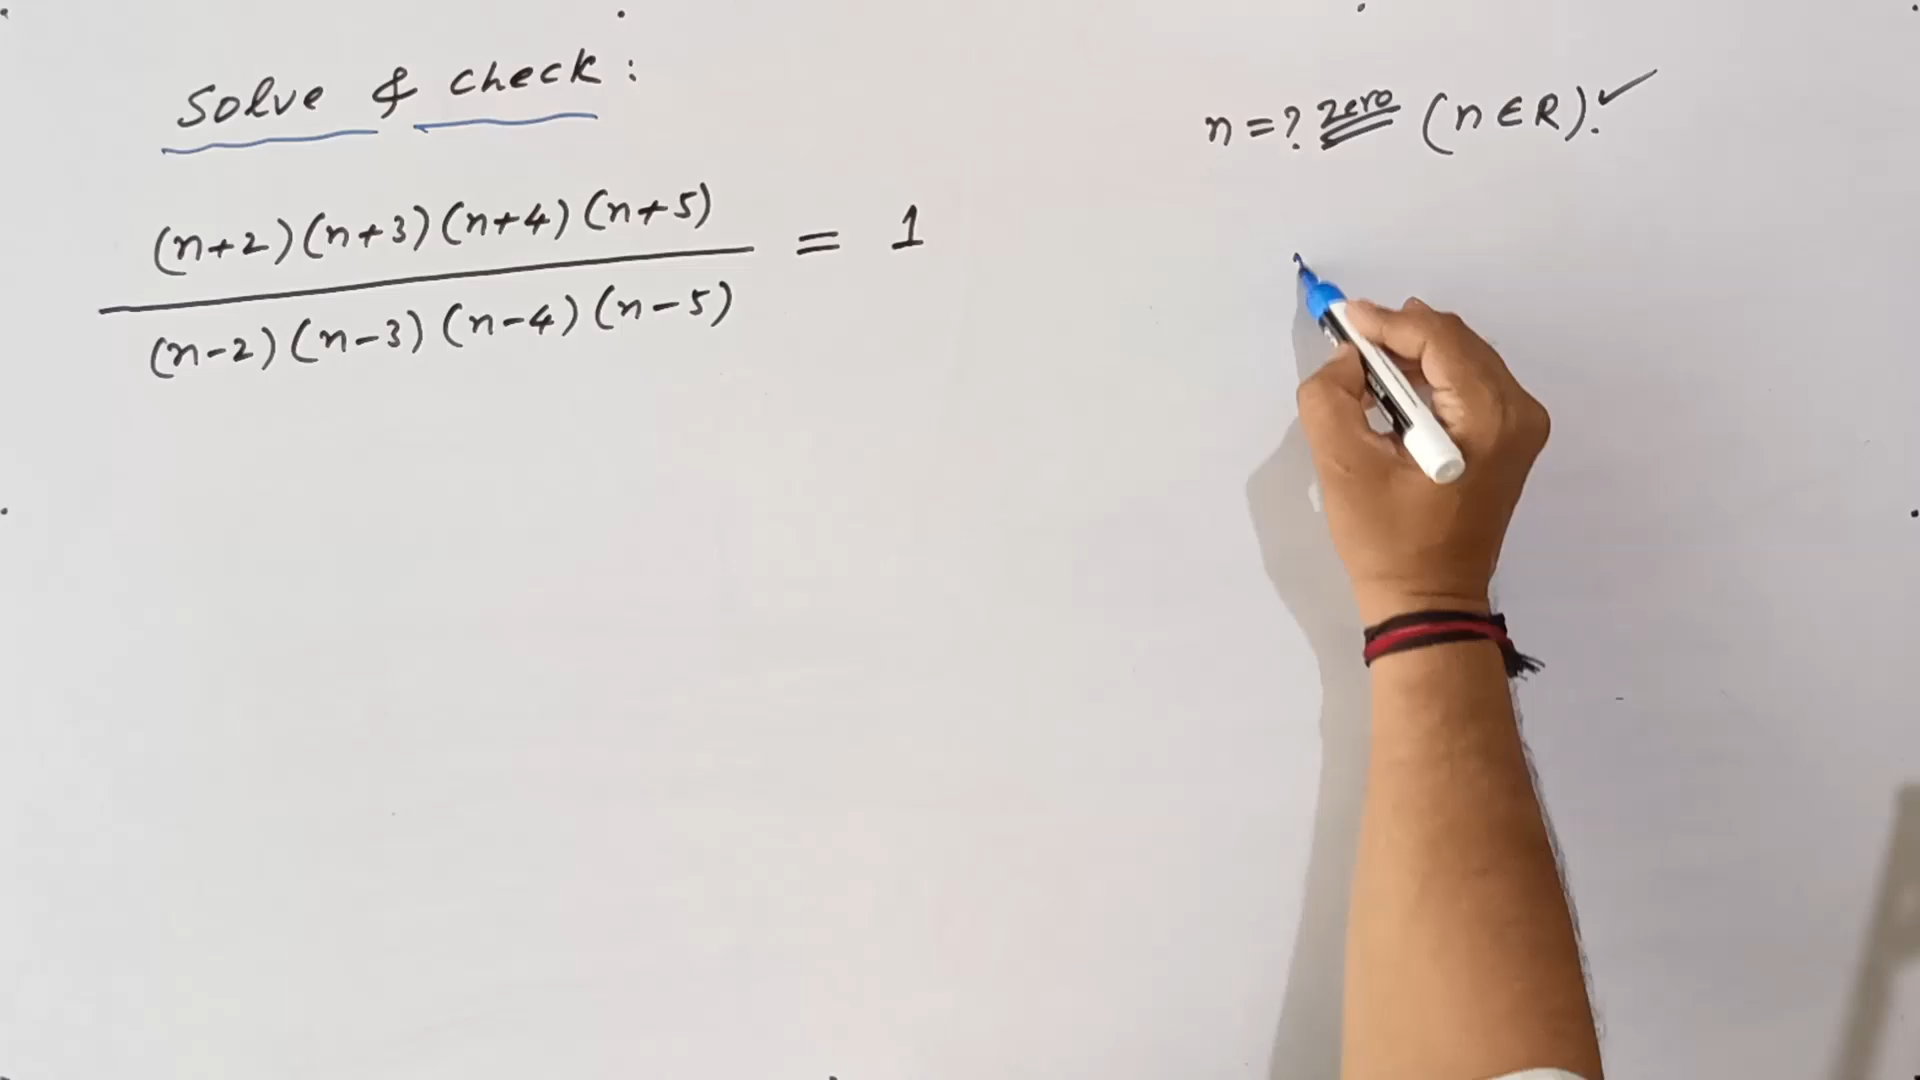 Solve & check :
n = ? zero (n ∈ R). ✓
(n+2)(n+3)(n+4)(n+5)
= 1
(n-2)(n-3)(n-4)(n-5)